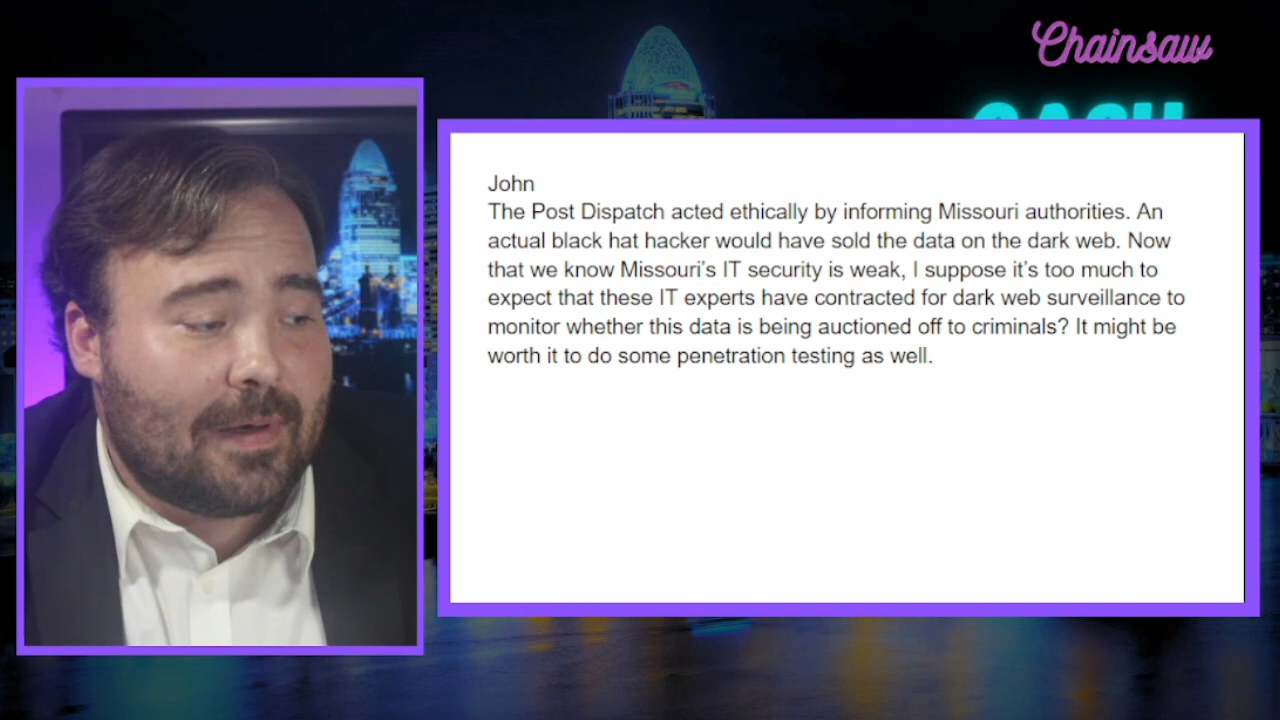 Chainsaw
John
The Post Dispatch acted ethically by informing Missouri authorities. An
actual black hat hacker would have sold the data on the dark web. Now
that we know Missouri's IT security is weak, I suppose it's too much to
expect that these IT experts have contracted for dark web surveillance to
monitor whether this data is being auctioned off to criminals? It might be
worth it to do some penetration testing as well.